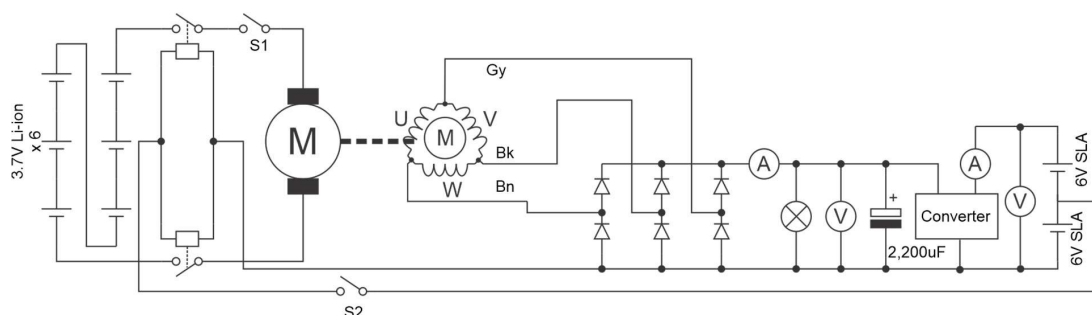 3.7V Li-ion
x 6
S1
M
U
V
M
W
Gy
Bk
Bn
A
V
+
2,200uF
Converter
A
V
6V SLA
6V SLA
S2